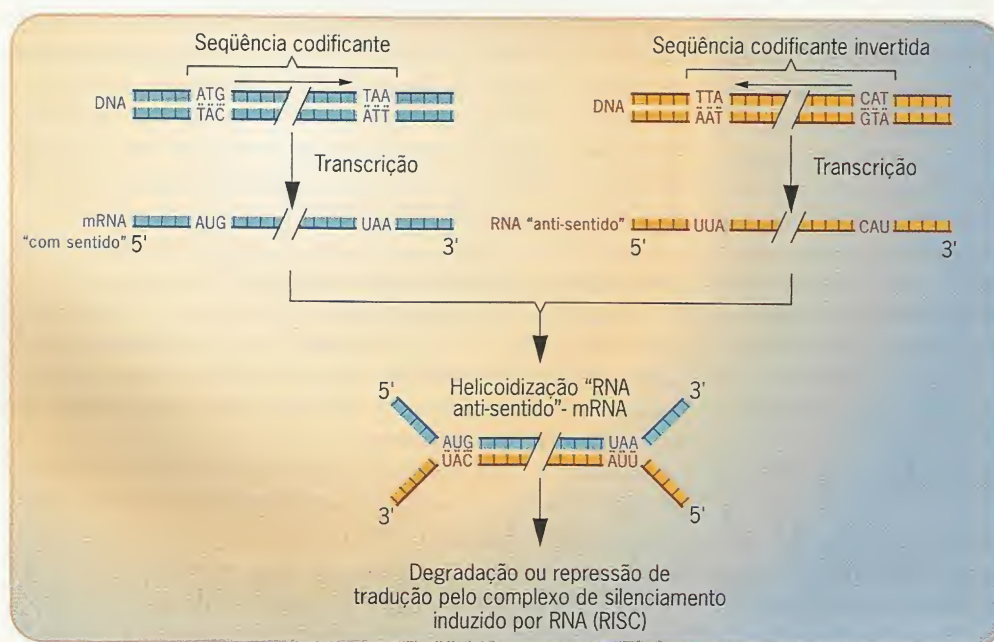 Seqüência codificante
DNA
ATG
TAC
TAA
ATT
Transcrição
mRNA
"com sentido"
5'
AUG
UAA
3'
Seqüência codificante invertida
DNA
TTA
AAT
CAT
GTA
Transcrição
RNA "anti-sentido"
5'
UUA
CAU
3'
Helicoidização "RNA
anti-sentido"- mRNA
5'
3'
AUG
UAC
UAA
AUU
3'
5'
Degradação ou repressão de
tradução pelo complexo de silenciamento
induzido por RNA (RISC)